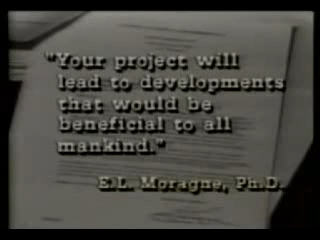 "Your project will
lead to developments
that would be
beneficial to all
mankind."
E.L. Moragne, Ph.D.